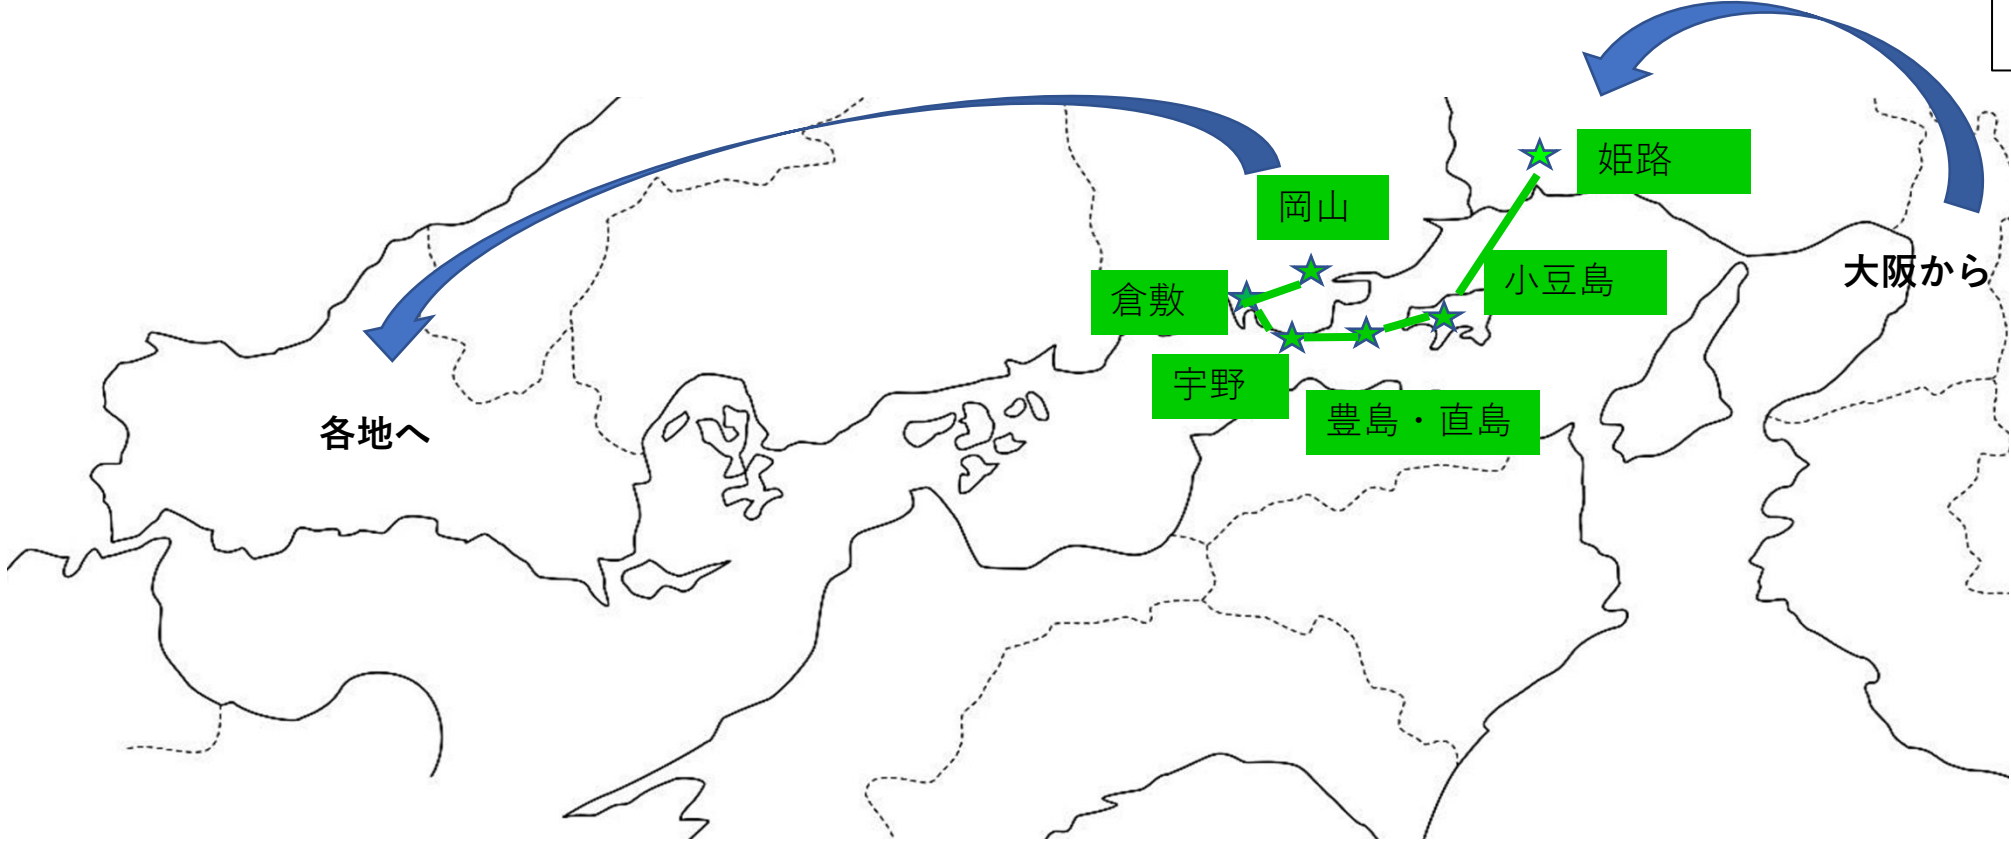 姫路
岡山
大阪から
小豆島
倉敷
宇野
豊島・直島
各地へ